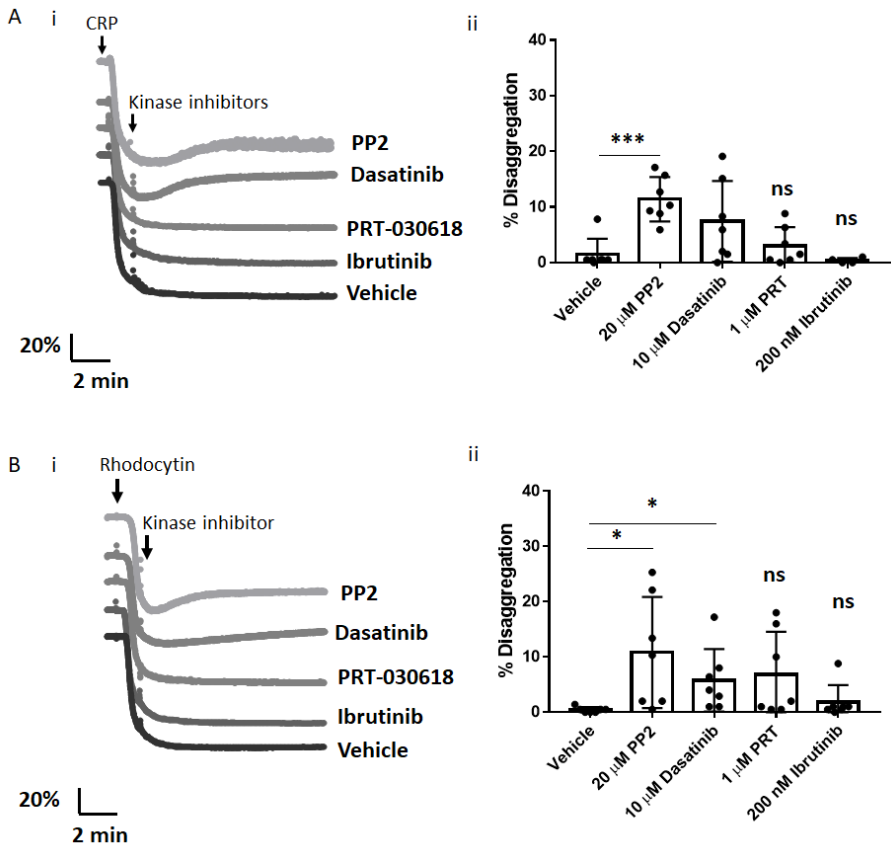 A i
CRP
Kinase inhibitors
PP2
Dasatinib
PRT-030618
Ibrutinib
Vehicle
20%
2 min
ii
% Disaggregation
40
30
20
10
0
***
ns
ns
Vehicle
20 μM PP2
10 μM Dasatinib
1 μM PRT
200 nM Ibrutinib
B i
Rhodocytin
Kinase inhibitor
PP2
Dasatinib
PRT-030618
Ibrutinib
Vehicle
20%
2 min
ii
% Disaggregation
40
30
20
10
0
*
*
ns
ns
Vehicle
20 μM PP2
10 μM Dasatinib
1 μM PRT
200 nM Ibrutinib